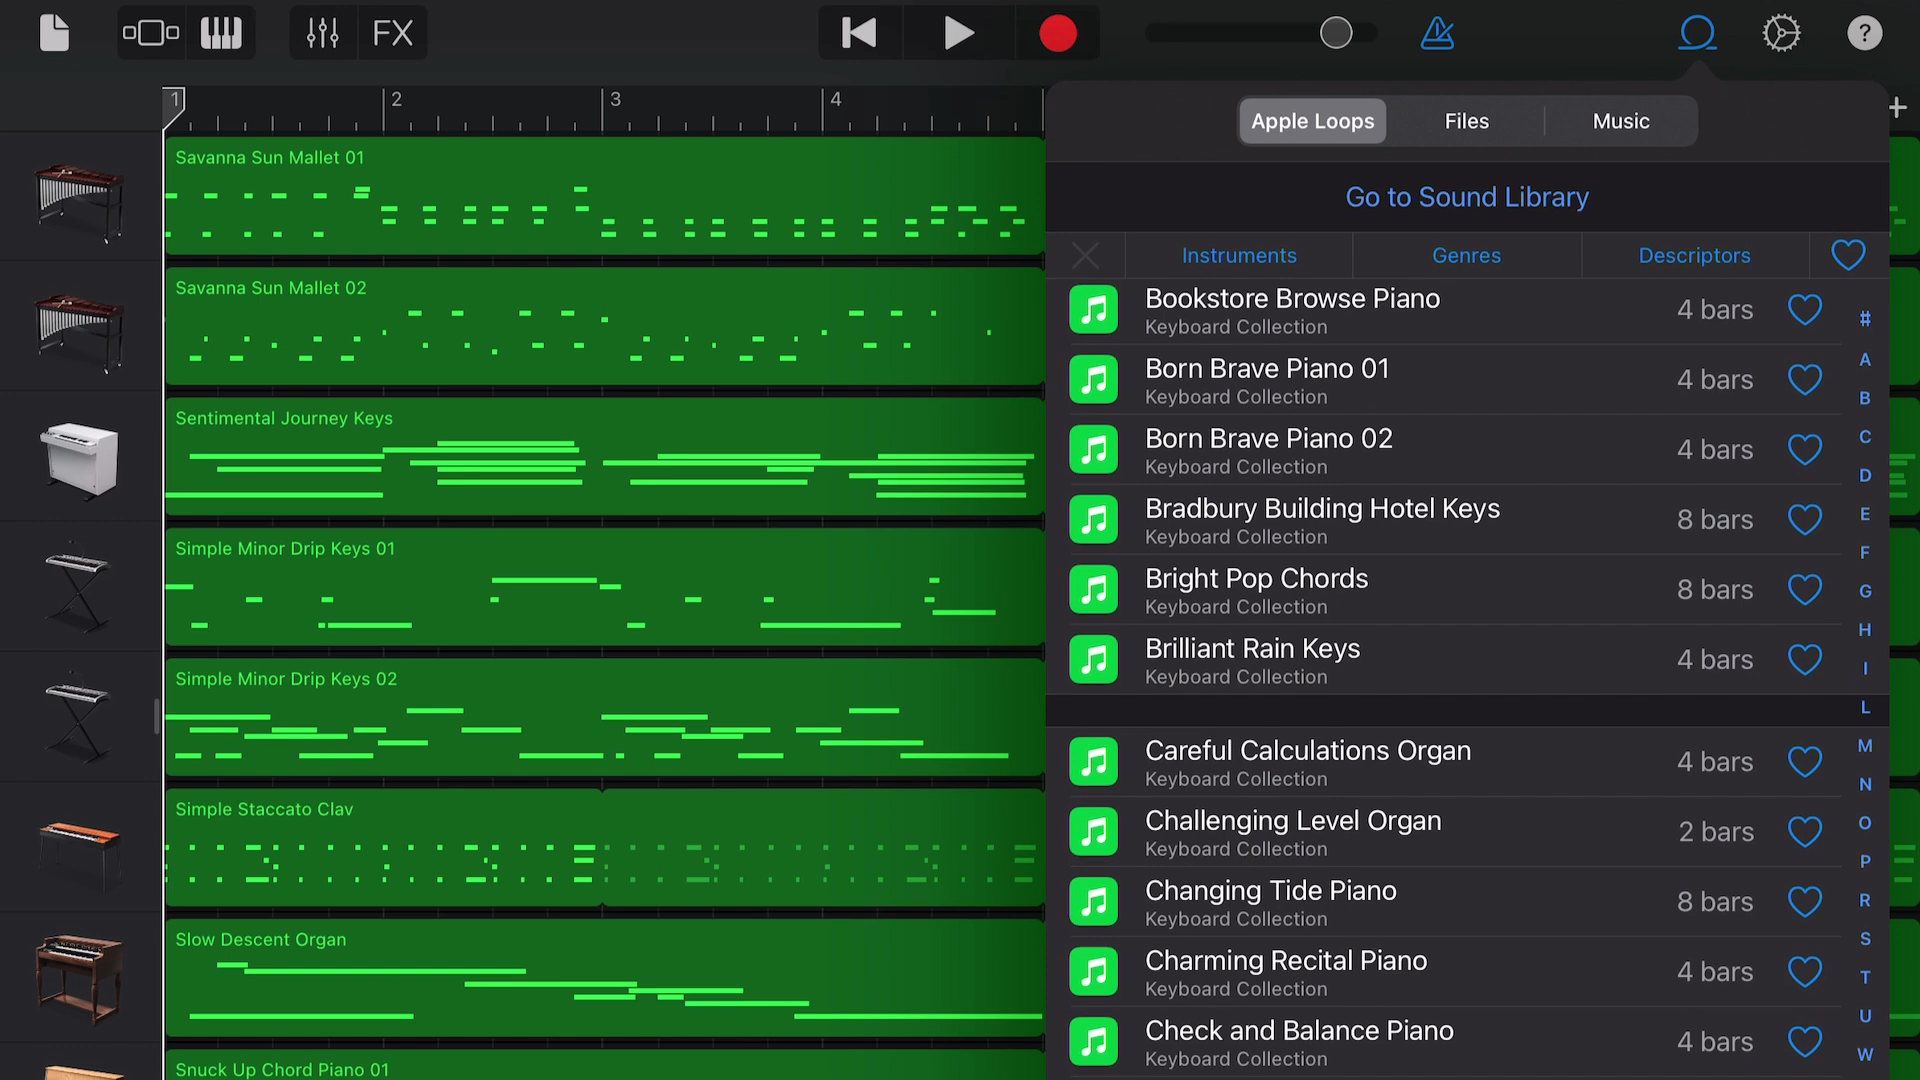 FX
?
1
2
3
4
Savanna Sun Mallet 01
Savanna Sun Mallet 02
Sentimental Journey Keys
Simple Minor Drip Keys 01
Simple Minor Drip Keys 02
Simple Staccato Clav
Slow Descent Organ
Snuck Up Chord Piano 01
Apple Loops
Files
Music
Go to Sound Library
Instruments
Genres
Descriptors
Bookstore Browse Piano
Keyboard Collection
4 bars
Born Brave Piano 01
Keyboard Collection
4 bars
Born Brave Piano 02
Keyboard Collection
4 bars
Bradbury Building Hotel Keys
Keyboard Collection
8 bars
Bright Pop Chords
Keyboard Collection
8 bars
Brilliant Rain Keys
Keyboard Collection
4 bars
Careful Calculations Organ
Keyboard Collection
4 bars
Challenging Level Organ
Keyboard Collection
2 bars
Changing Tide Piano
Keyboard Collection
8 bars
Charming Recital Piano
Keyboard Collection
4 bars
Check and Balance Piano
Keyboard Collection
4 bars
#
A
B
C
D
E
F
G
H
I
L
M
N
O
P
R
S
T
U
W